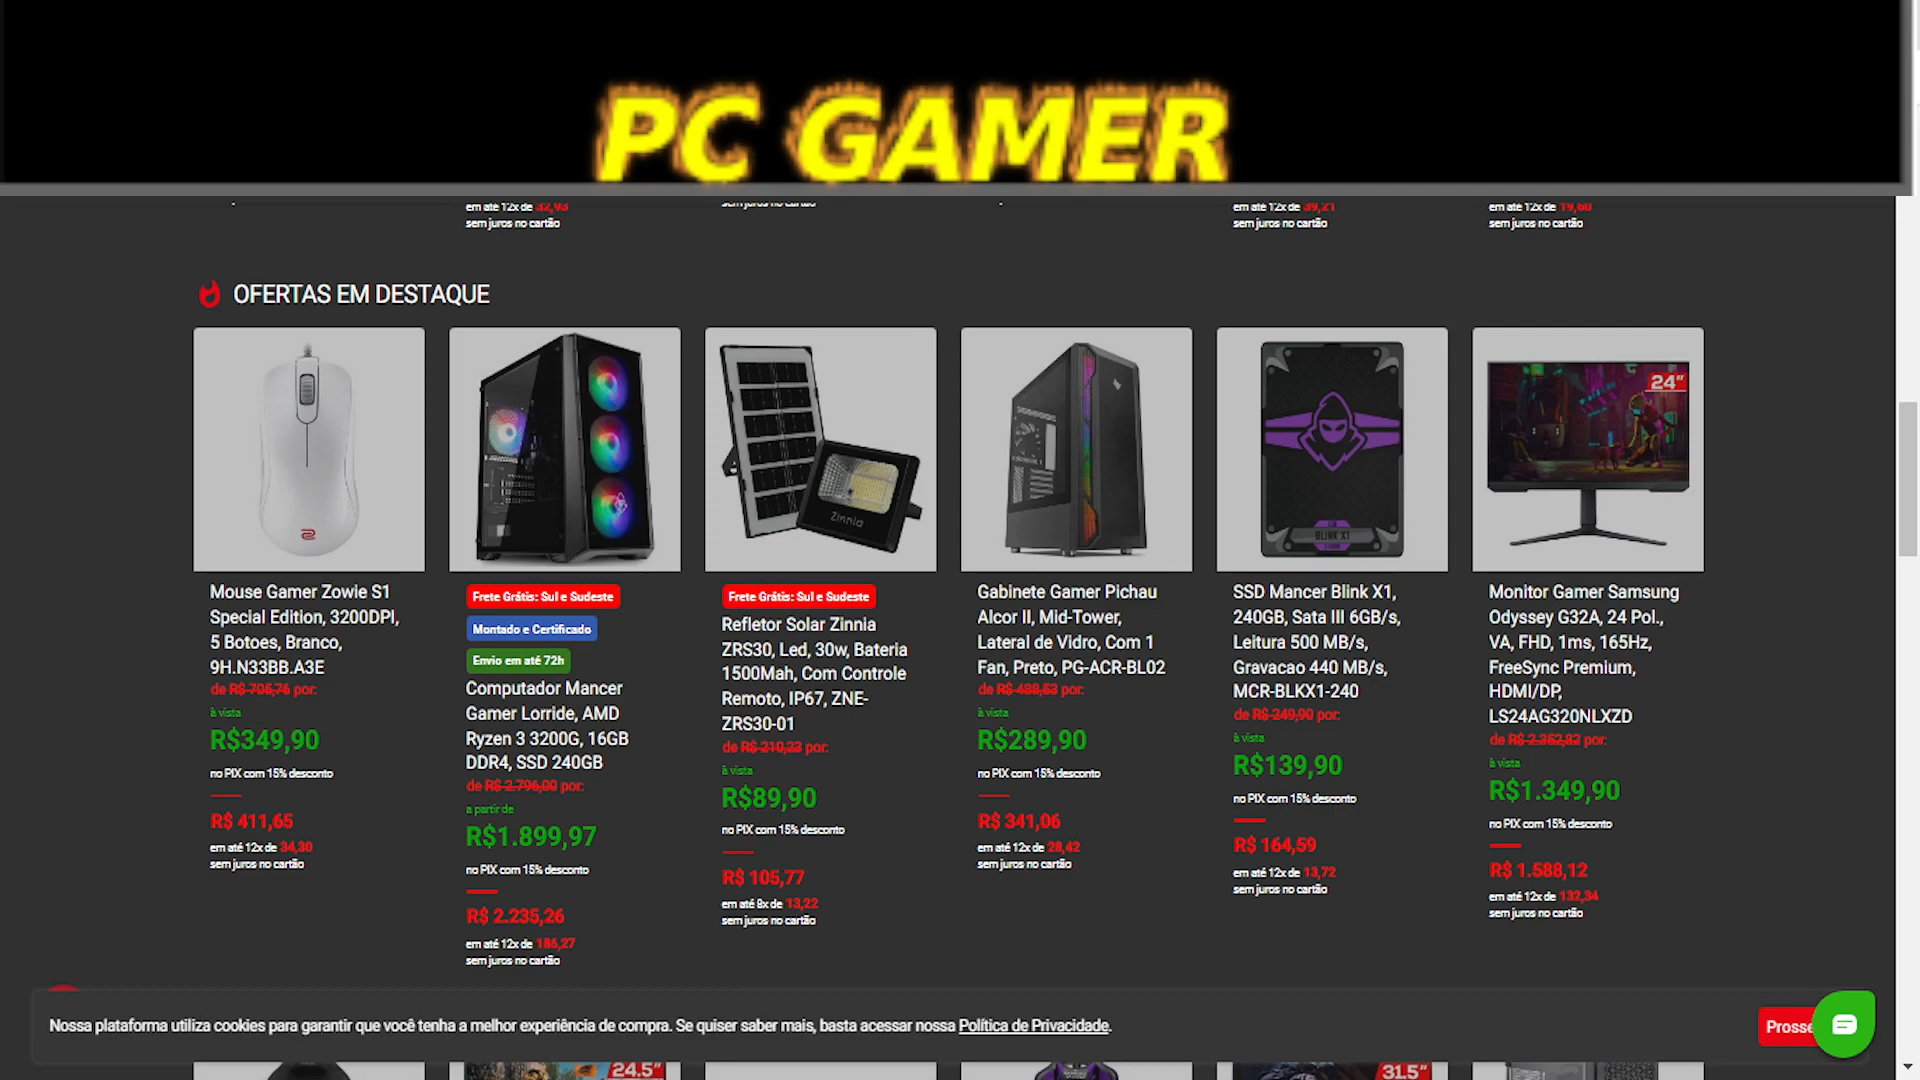 PC GAMER
em até 12x de 32,93
sem juros no cartão
sem juros no cartão
em até 12x de 39,21
sem juros no cartão
em até 12x de 19,60
sem juros no cartão
OFERTAS EM DESTAQUE
Mouse Gamer Zowie S1
Special Edition, 3200DPI,
5 Botoes, Branco,
9H.N33BB.A3E
de R$ 705,76 por:
à vista
R$349,90
no PIX com 15% desconto
R$ 411,65
em até 12x de 34,30
sem juros no cartão
Frete Grátis: Sul e Sudeste
Montado e Certificado
Envio em até 72h
Computador Mancer
Gamer Lorride, AMD
Ryzen 3 3200G, 16GB
DDR4, SSD 240GB
de R$ 2.796,00 por:
a partir de
R$1.899,97
no PIX com 15% desconto
R$ 2.235,26
em até 12x de 186,27
sem juros no cartão
Zinnia
Frete Grátis: Sul e Sudeste
Refletor Solar Zinnia
ZRS30, Led, 30w, Bateria
1500Mah, Com Controle
Remoto, IP67, ZNE-
ZRS30-01
de R$ 210,23 por:
à vista
R$89,90
no PIX com 15% desconto
R$ 105,77
em até 8x de 13,22
sem juros no cartão
Gabinete Gamer Pichau
Alcor II, Mid-Tower,
Lateral de Vidro, Com 1
Fan, Preto, PG-ACR-BL02
de R$ 488,53 por:
à vista
R$289,90
no PIX com 15% desconto
R$ 341,06
em até 12x de 28,42
sem juros no cartão
BLINK X1
SSD Mancer Blink X1,
240GB, Sata III 6GB/s,
Leitura 500 MB/s,
Gravacao 440 MB/s,
MCR-BLKX1-240
de R$ 249,90 por:
à vista
R$139,90
no PIX com 15% desconto
R$ 164,59
em até 12x de 13,72
sem juros no cartão
24"
Monitor Gamer Samsung
Odyssey G32A, 24 Pol.,
VA, FHD, 1ms, 165Hz,
FreeSync Premium,
HDMI/DP,
LS24AG320NLXZD
de R$ 2.352,82 por:
à vista
R$1.349,90
no PIX com 15% desconto
R$ 1.588,12
em até 12x de 132,34
sem juros no cartão
Nossa plataforma utiliza cookies para garantir que você tenha a melhor experiência de compra. Se quiser saber mais, basta acessar nossa Política de Privacidade.
Prosse
24.5"
31.5"